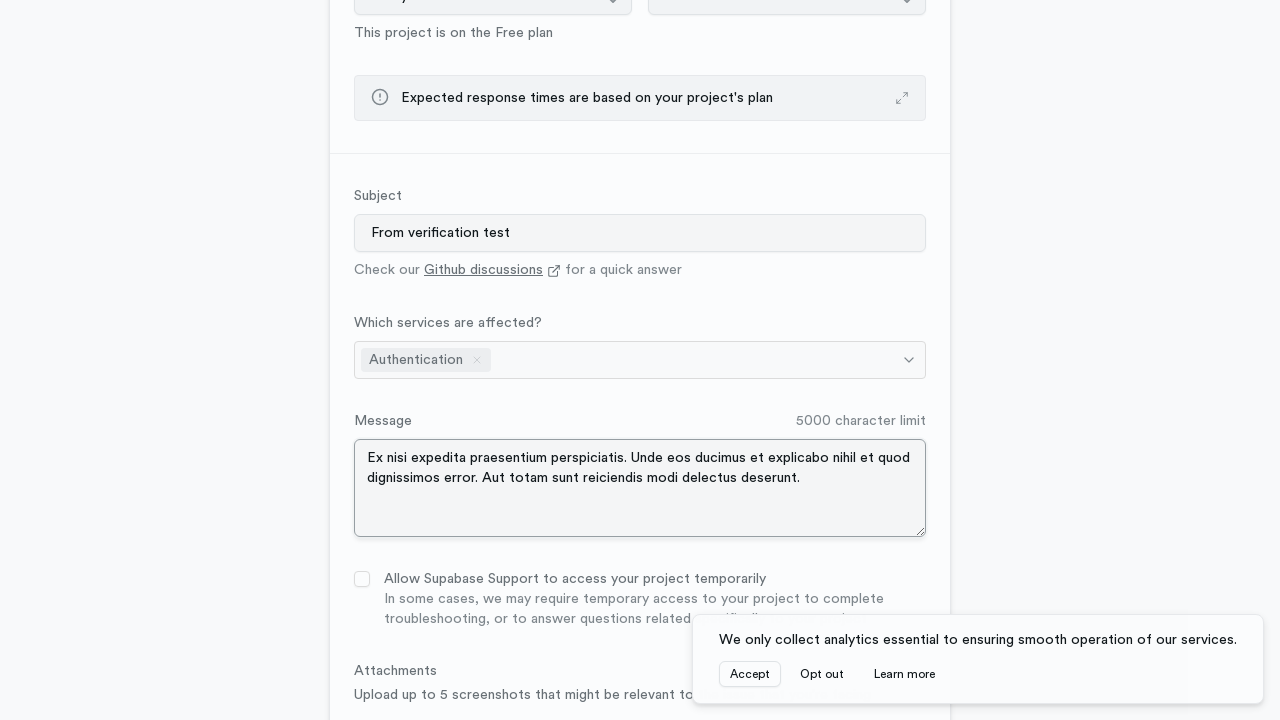 This project is on the Free plan
Expected response times are based on your project's plan
Subject
From verification test
Check our Github discussions for a quick answer
Which services are affected?
Authentication
Message
5000 character limit
Ex nisi expedita praesentium perspiciatis. Unde eos ducimus et explicabo nihil et quod
dignissimos error. Aut totam sunt reiciendis modi delectus deserunt.
Allow Supabase Support to access your project temporarily
In some cases, we may require temporary access to your project to complete
troubleshooting, or to answer questions related
We only collect analytics essential to ensuring smooth operation of our services.
Accept
Opt out
Learn more
Attachments
Upload up to 5 screenshots that might be relevant to